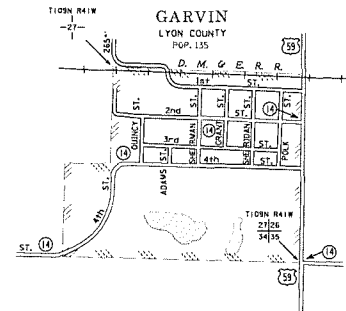 T109N R41W
—27—
GARVIN
LYON COUNTY
POP. 135
59
265°
D. M. & E. R. R.
1st ST.
14
2nd ST.
QUINCY ST.
SHERMAN ST.
14
GRANT ST.
SHERIDAN ST.
POLK ST.
3rd ST.
14
4th ST.
ADAMS ST.
4th ST.
T109N R41W
27 26
34 35
ST. 14
14
59